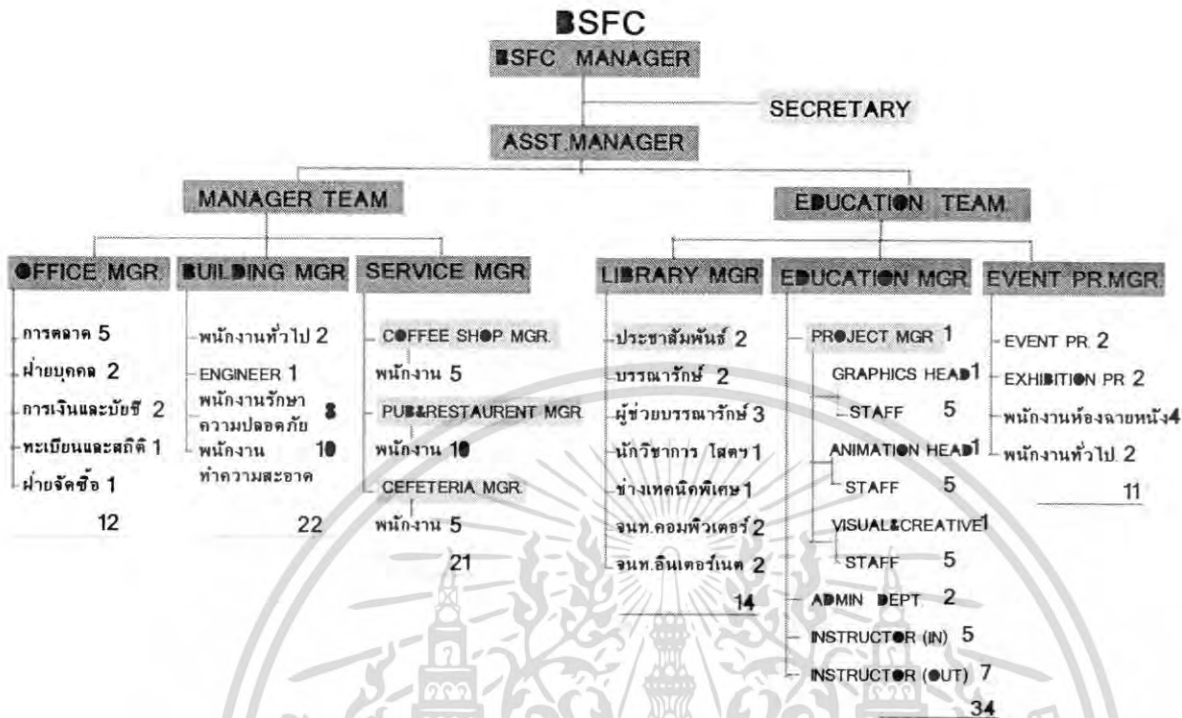 BSFC
BSFC MANAGER
SECRETARY
ASST.MANAGER
MANAGER TEAM
EDUCATION TEAM
OFFICE MGR.
การตลาด 5
ฝ่ายบุคคล 2
การเงินและบัยชี 2
ทะเบียนและสถิติ 1
ฝ่ายจัดซื้อ 1
12
BUILDING MGR
พนักงานทั่วไป 2
ENGINEER 1
พนักงานรักษา 8
ความปลอดภัย
พนักงาน 10
ทำความสะอาด
22
SERVICE MGR.
COFFEE SHOP MGR.
พนักงาน 5
PUB&RESTAURENT MGR
พนักงาน 10
CEFETERIA MGR.
พนักงาน 5
21
LIBRARY MGR
ประชาสัมพันธ์ 2
บรรณารักษ์ 2
ผู้ช่วยบรรณารักษ์ 3
นักวิชาการ โสตฯ 1
ช่างเทคนิคพิเศษ 1
จนท.คอมพิวเตอร์ 2
จนท.อินเตอร์เนต 2
14
EDUCATION MGR
PROJECT MGR 1
GRAPHICS HEAD 1
STAFF 5
ANIMATION HEAD 1
STAFF 5
VISUAL&CREATIVE 1
STAFF 5
ADMIN DEPT. 2
INSTRUCTOR (IN) 5
INSTRUCTOR (OUT) 7
34
EVENT PR.MGR.
EVENT PR. 2
EXHIBITION PR 2
พนักงานห้องฉายหนัง 4
พนักงานทั่วไป. 2
11